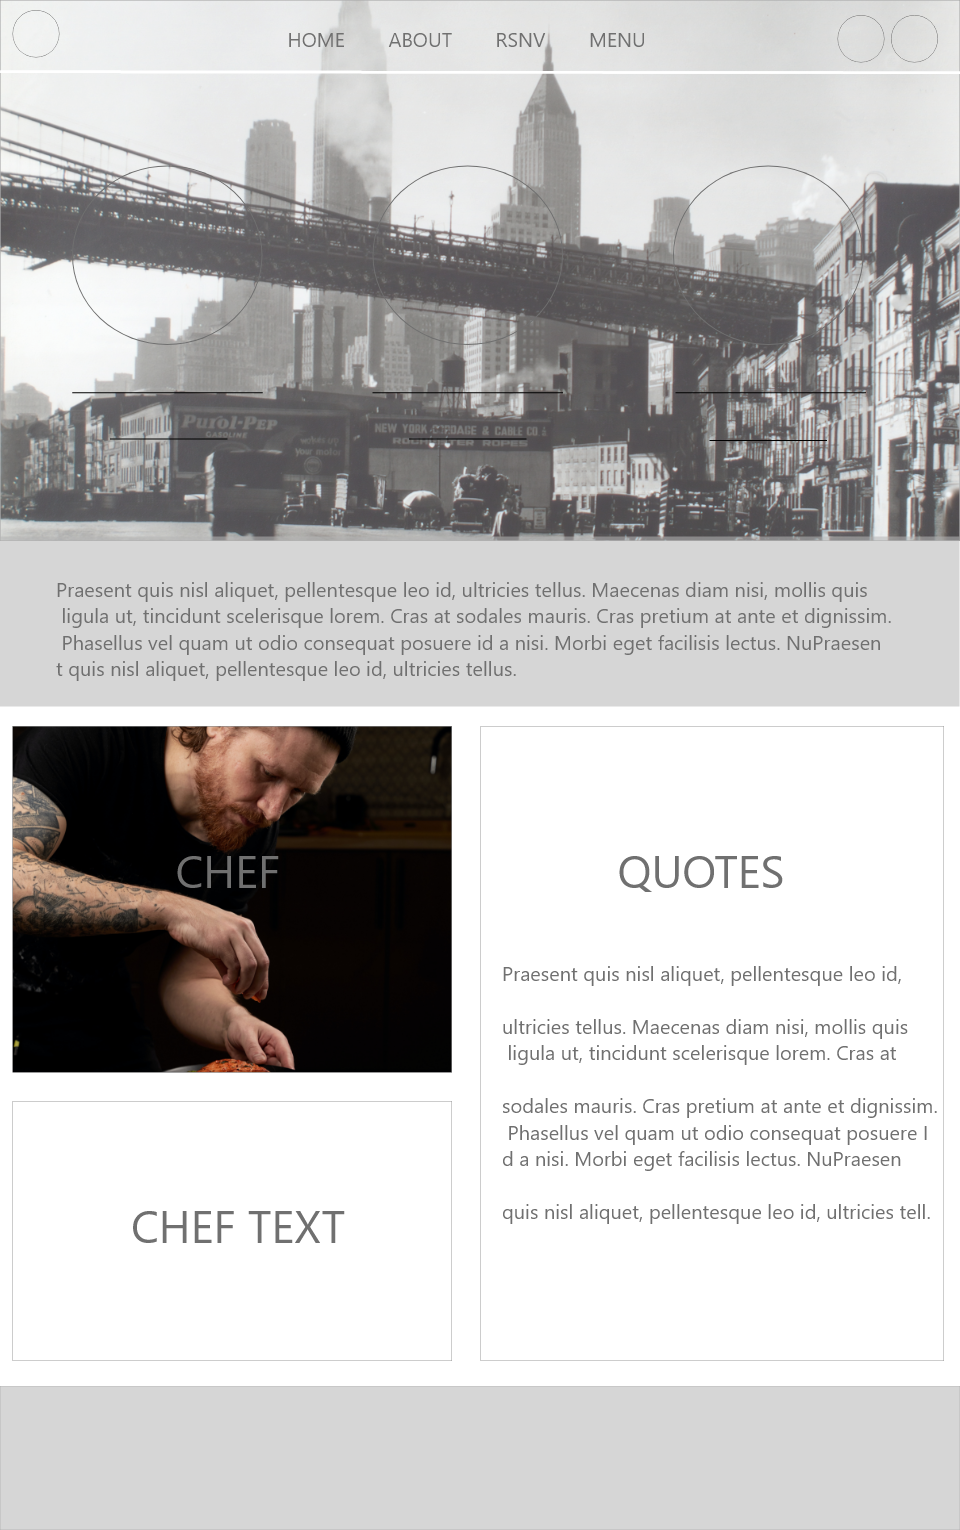 HOME ABOUT RSNV MENU
PUROL-PEP
GASOLINE
your motor
NEW YORK CORDAGE & CABLE CO
ROCHESTER ROPES
Praesent quis nisl aliquet, pellentesque leo id, ultricies tellus. Maecenas diam nisi, mollis quis
ligula ut, tincidunt scelerisque lorem. Cras at sodales mauris. Cras pretium at ante et dignissim.
Phasellus vel quam ut odio consequat posuere id a nisi. Morbi eget facilisis lectus. NuPraesen
t quis nisl aliquet, pellentesque leo id, ultricies tellus.
CHEF
CHEF TEXT
QUOTES
Praesent quis nisl aliquet, pellentesque leo id,
ultricies tellus. Maecenas diam nisi, mollis quis
ligula ut, tincidunt scelerisque lorem. Cras at
sodales mauris. Cras pretium at ante et dignissim.
Phasellus vel quam ut odio consequat posuere I
d a nisi. Morbi eget facilisis lectus. NuPraesen
quis nisl aliquet, pellentesque leo id, ultricies tell.